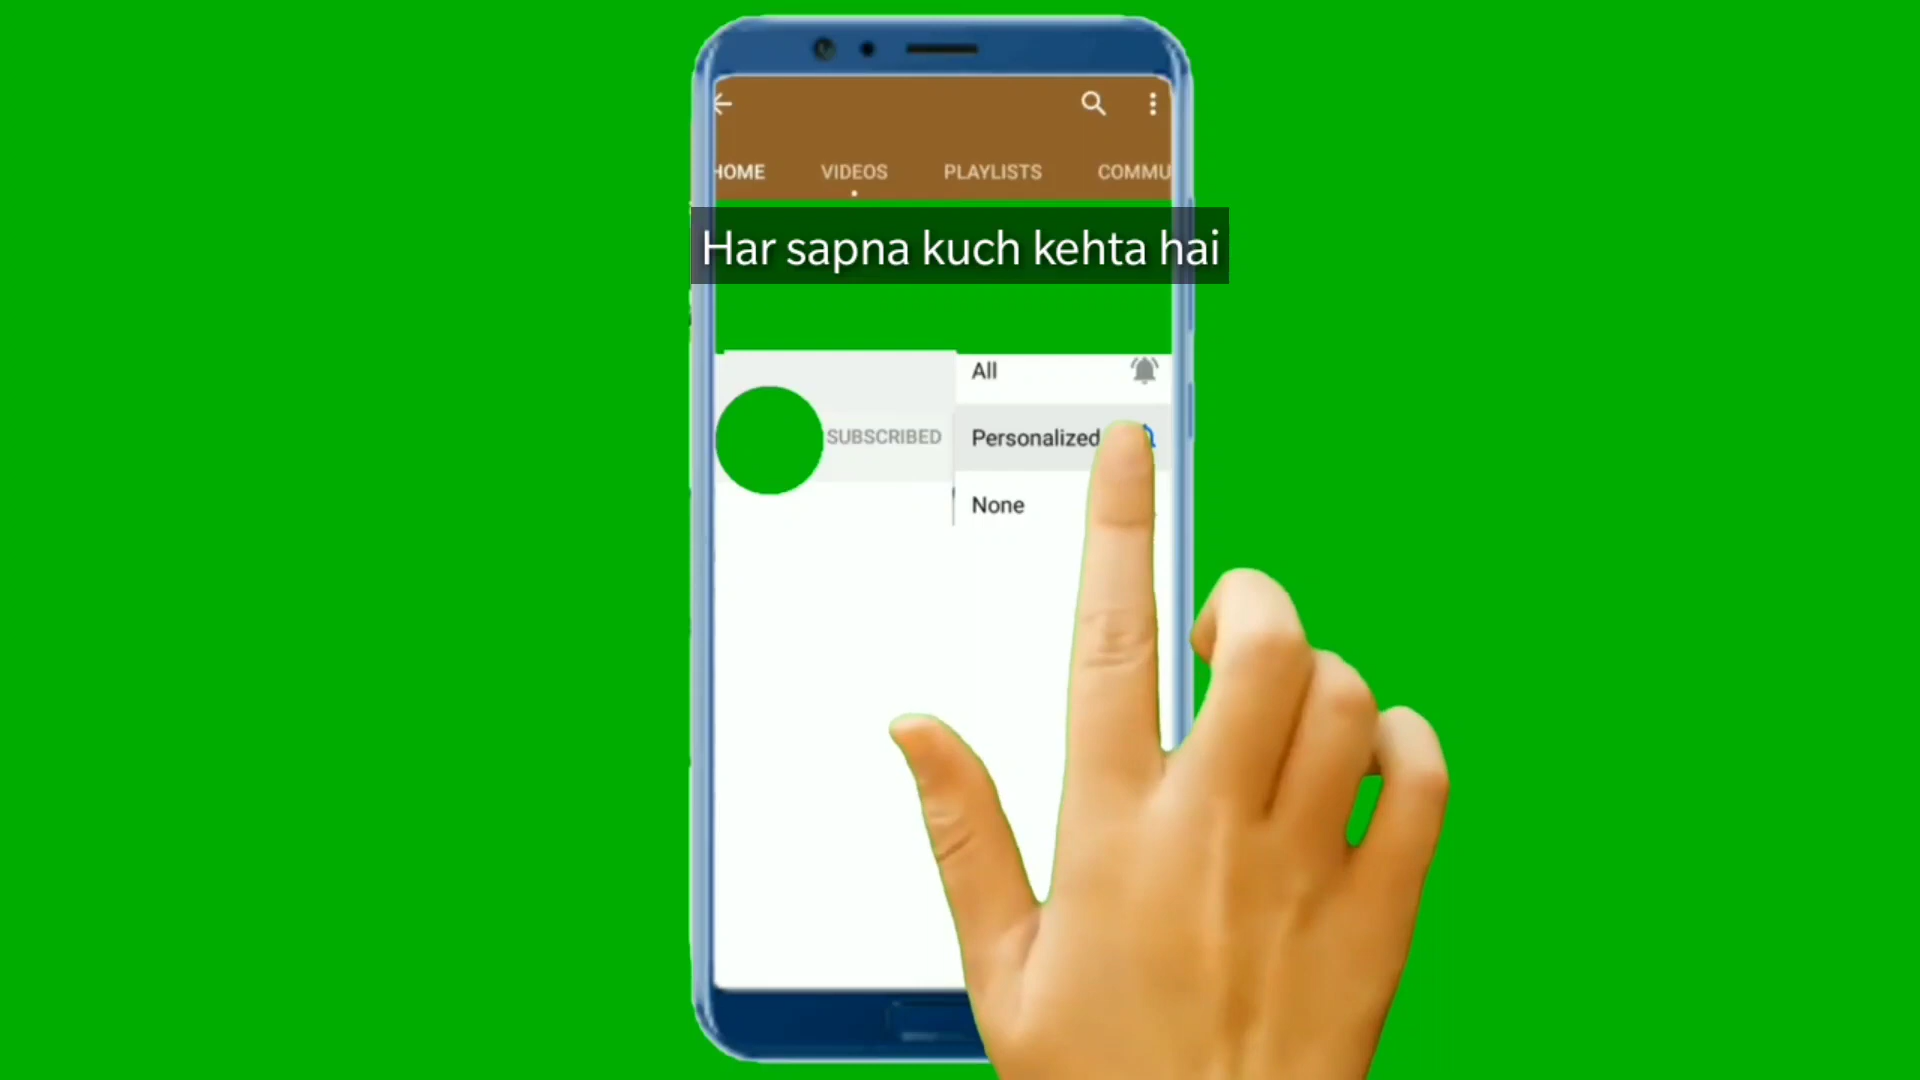 HOME VIDEOS PLAYLISTS COMMU
Har sapna kuch kehta hai
All
SUBSCRIBED Personalized
None